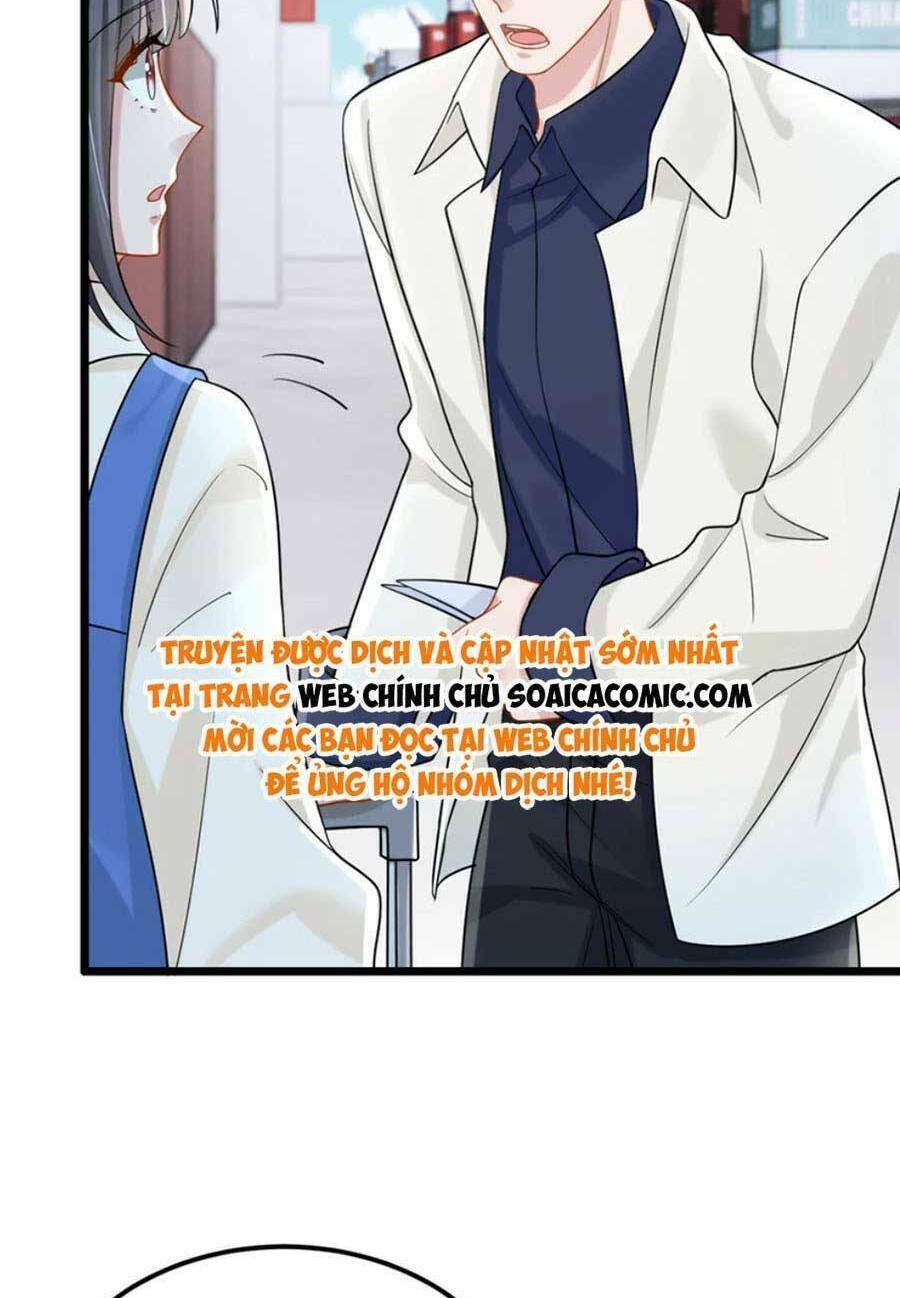 CHINA
TRUYỆN ĐƯỢC DỊCH VÀ CẬP NHẬT SỚM NHẤT
TẠI TRANG WEB CHÍNH CHỦ SOAICACOMIC.COM
MỜI CÁC BẠN ĐỌC TẠI WEB CHÍNH CHỦ
ĐỂ ỦNG HỘ NHÓM DỊCH NHÉ!